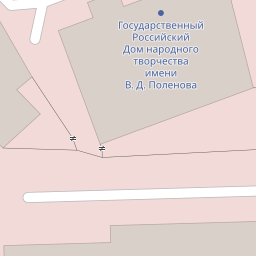 Государственный
Российский
Дом народного
творчества
имени
В. Д. Поленова